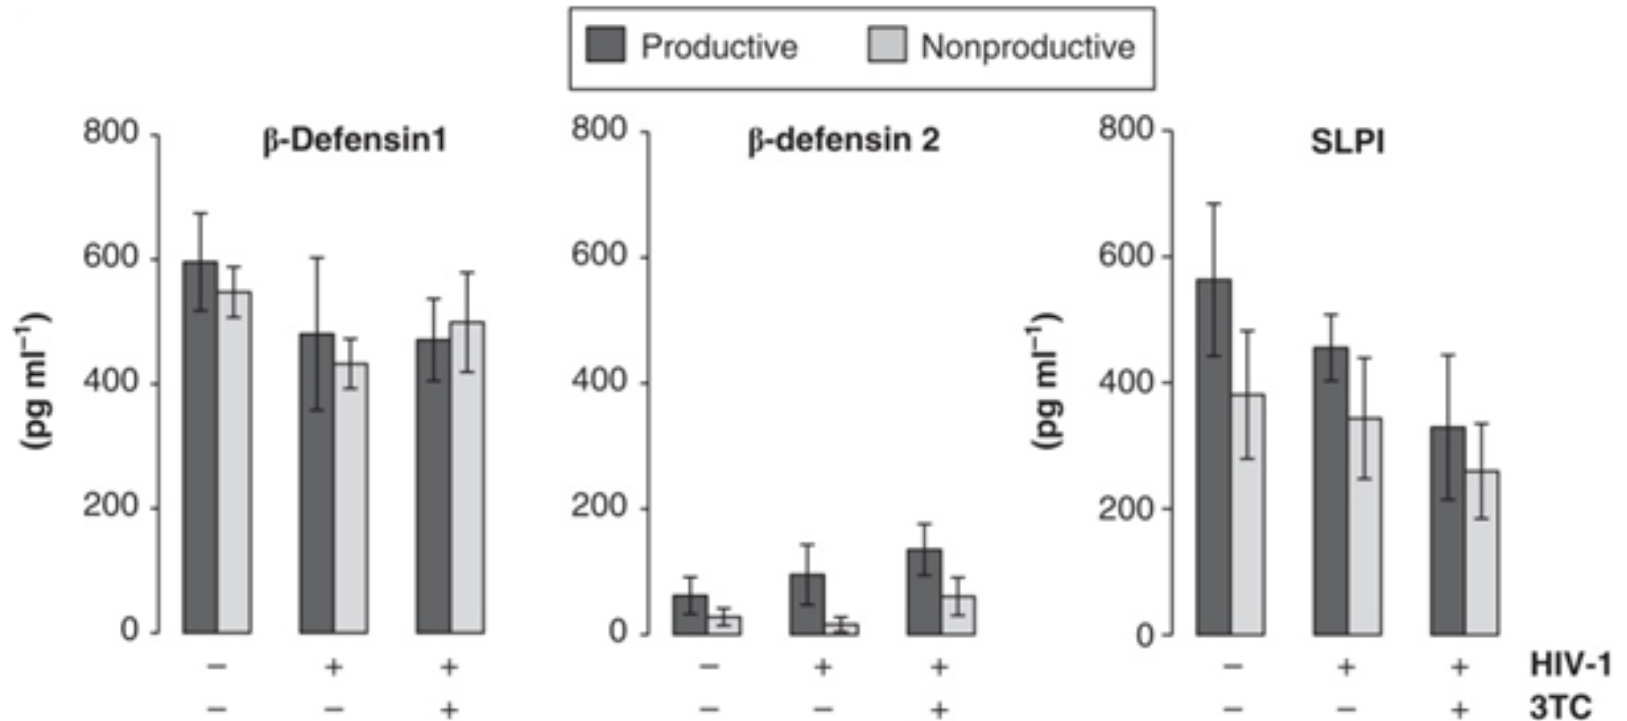 Productive Nonproductive
β-Defensin1
β-defensin 2
SLPI
800 800 800
600 600 600
400 400 400
200 200 200
0 0 0
(pg ml⁻¹) (pg ml⁻¹)
− + + − + + − + + HIV-1
− − + − − + − − + 3TC